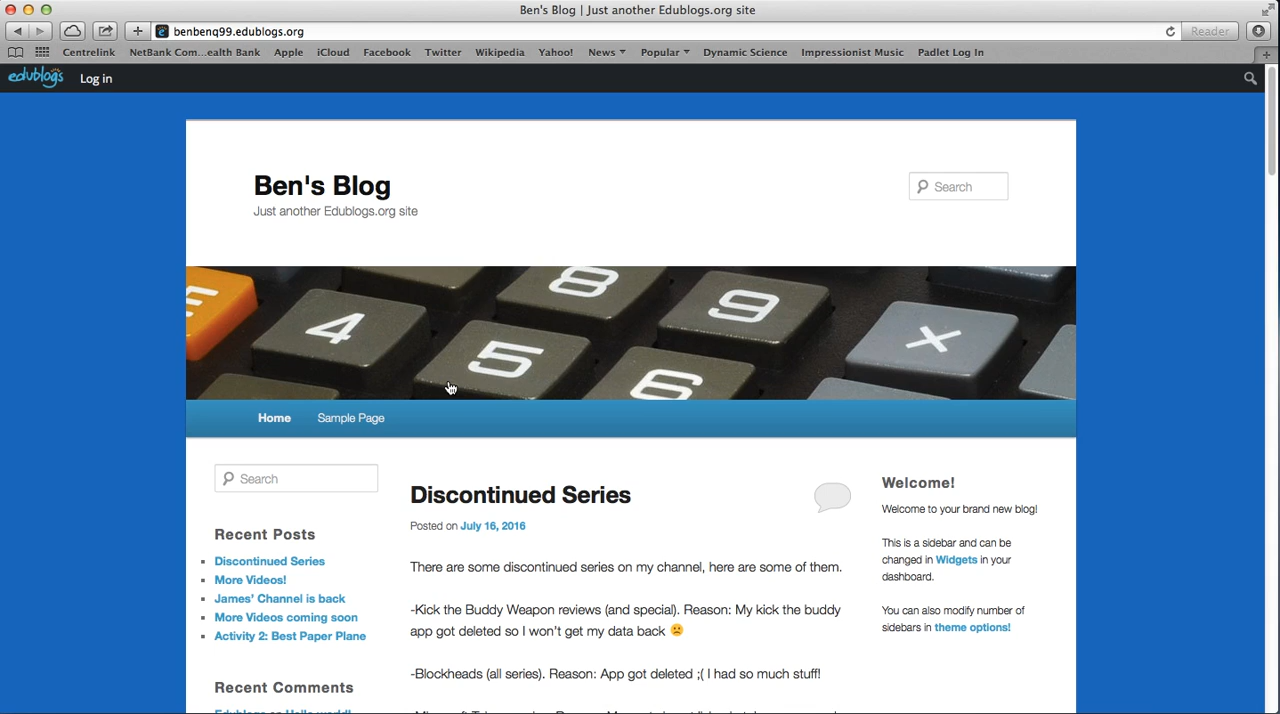 Ben's Blog | Just another Edublogs.org site
benbenq99.edublogs.org
Reader
Centrelink NetBank Com...ealth Bank Apple iCloud Facebook Twitter Wikipedia Yahoo! News Popular Dynamic Science Impressionist Music Padlet Log In
edublogs Log in
Ben's Blog
Just another Edublogs.org site
Search
4 5 6 8 9 X
Home Sample Page
Search
Recent Posts
Discontinued Series
More Videos!
James' Channel is back
More Videos coming soon
Activity 2: Best Paper Plane
Recent Comments
Discontinued Series
Posted on July 16, 2016
There are some discontinued series on my channel, here are some of them.
-Kick the Buddy Weapon reviews (and special). Reason: My kick the buddy
app got deleted so I won't get my data back
-Blockheads (all series). Reason: App got deleted ;( I had so much stuff!
Welcome!
Welcome to your brand new blog!
This is a sidebar and can be
changed in Widgets in your
dashboard.
You can also modify number of
sidebars in theme options!